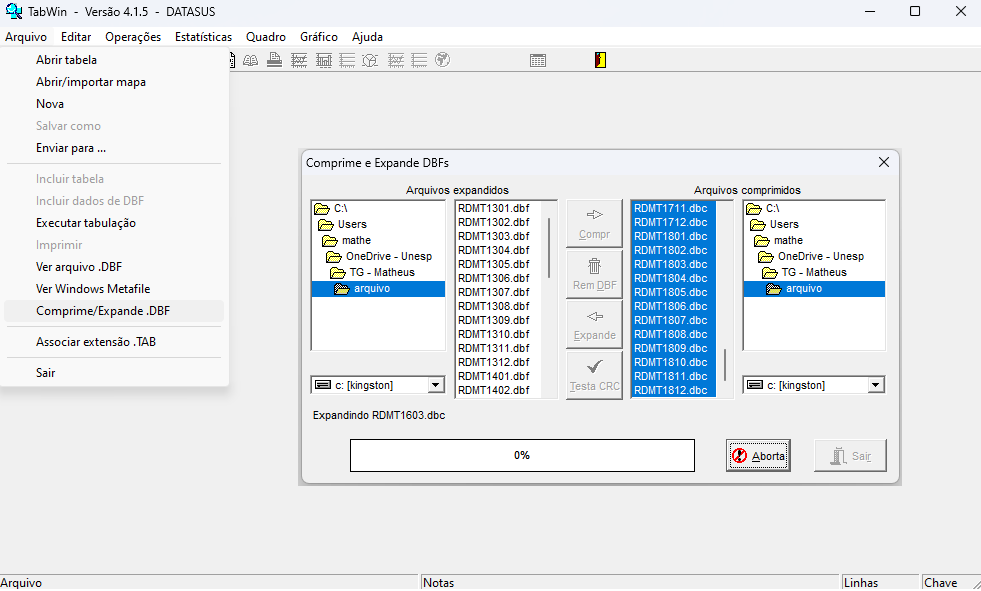 TabWin - Versão 4.1.5 - DATASUS
Arquivo Editar Operações Estatísticas Quadro Gráfico Ajuda
Abrir tabela
Abrir/importar mapa
Nova
Salvar como
Enviar para ...
Incluir tabela
Incluir dados de DBF
Executar tabulação
Imprimir
Ver arquivo .DBF
Ver Windows Metafile
Comprime/Expande .DBF
Associar extensão .TAB
Sair
Comprime e Expande DBFs
Arquivos expandidos
Arquivos comprimidos
C:\
Users
mathe
OneDrive - Unesp
TG - Matheus
arquivo
c: [kingston]
RDMT1301.dbf
RDMT1302.dbf
RDMT1303.dbf
RDMT1304.dbf
RDMT1305.dbf
RDMT1306.dbf
RDMT1307.dbf
RDMT1308.dbf
RDMT1309.dbf
RDMT1310.dbf
RDMT1311.dbf
RDMT1312.dbf
RDMT1401.dbf
RDMT1402.dbf
Compr
Rem DBF
Expande
Testa CRC
RDMT1711.dbc
RDMT1712.dbc
RDMT1801.dbc
RDMT1802.dbc
RDMT1803.dbc
RDMT1804.dbc
RDMT1805.dbc
RDMT1806.dbc
RDMT1807.dbc
RDMT1808.dbc
RDMT1809.dbc
RDMT1810.dbc
RDMT1811.dbc
RDMT1812.dbc
C:\
Users
mathe
OneDrive - Unesp
TG - Matheus
arquivo
c: [kingston]
Expandindo RDMT1603.dbc
0%
Aborta
Sair
Arquivo Notas Linhas Chave